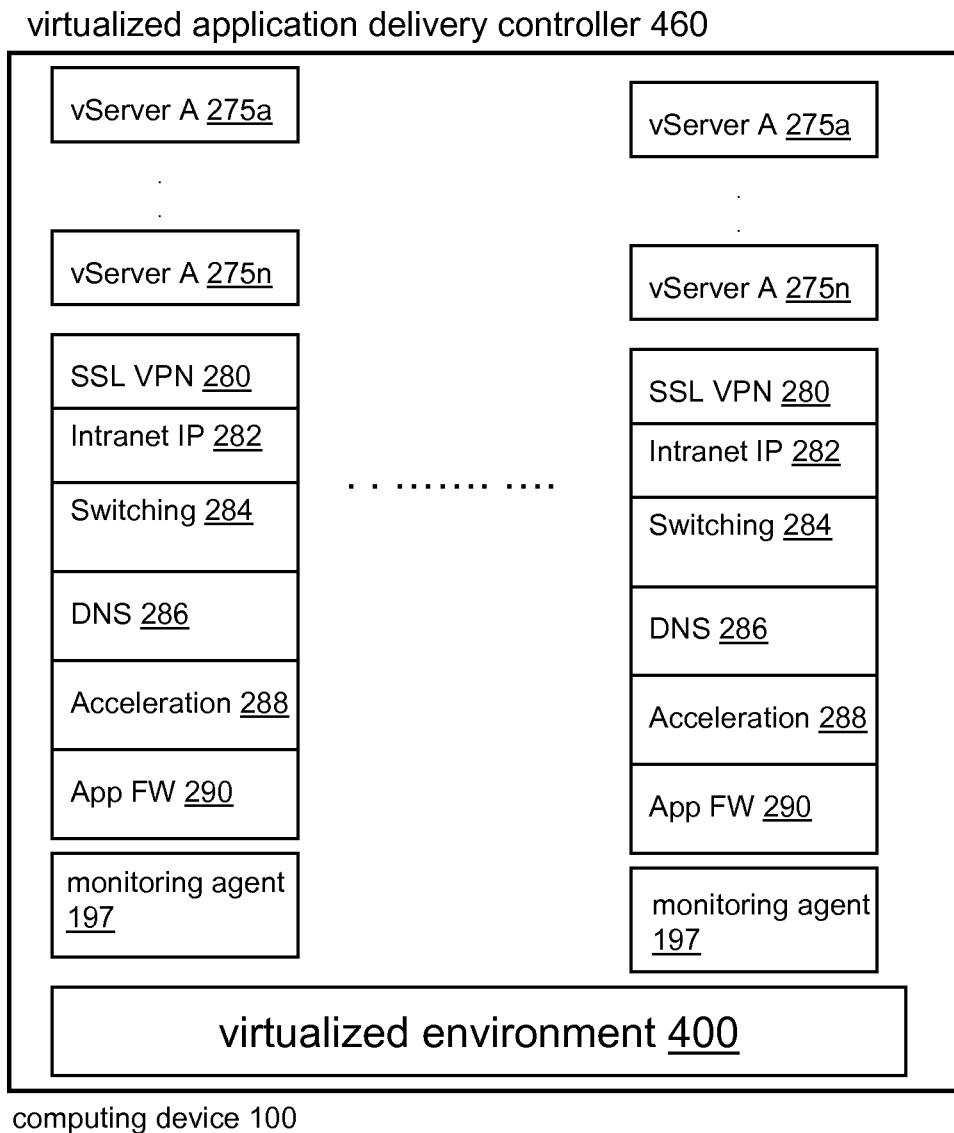 virtualized application delivery controller 460
vServer A 275a
.
.
vServer A 275n
SSL VPN 280
Intranet IP 282
Switching 284
DNS 286
Acceleration 288
App FW 290
monitoring agent
197
. . ....... ....
vServer A 275a
.
.
vServer A 275n
SSL VPN 280
Intranet IP 282
Switching 284
DNS 286
Acceleration 288
App FW 290
monitoring agent
197
virtualized environment 400
computing device 100